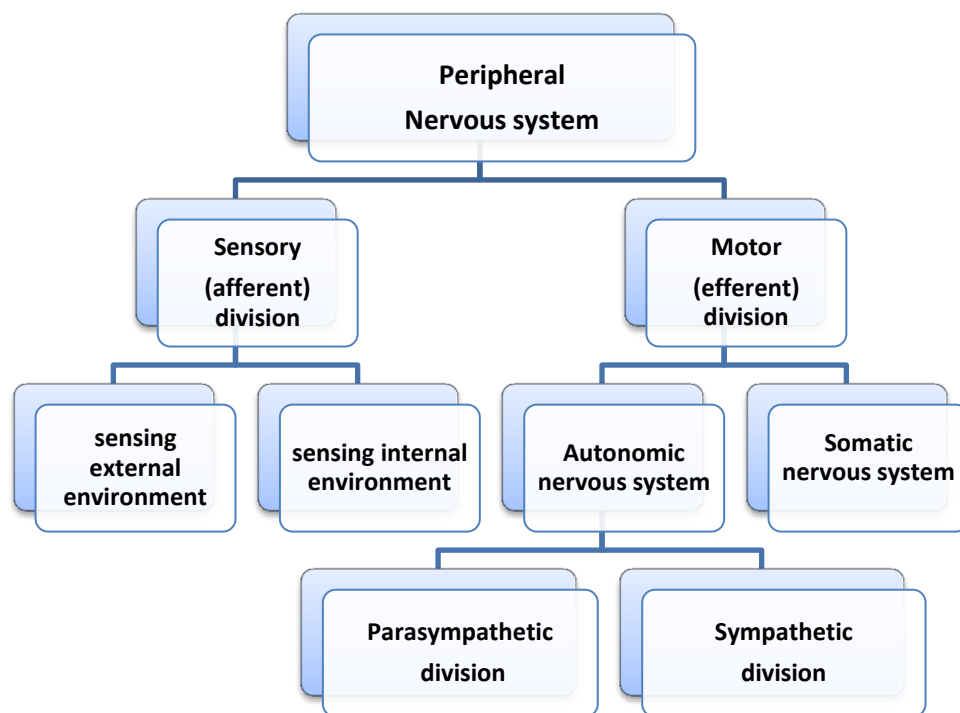 Peripheral
Nervous system
Sensory
(afferent)
division
Motor
(efferent)
division
sensing
external
environment
sensing internal
environment
Autonomic
nervous system
Somatic
nervous system
Parasympathetic
division
Sympathetic
division